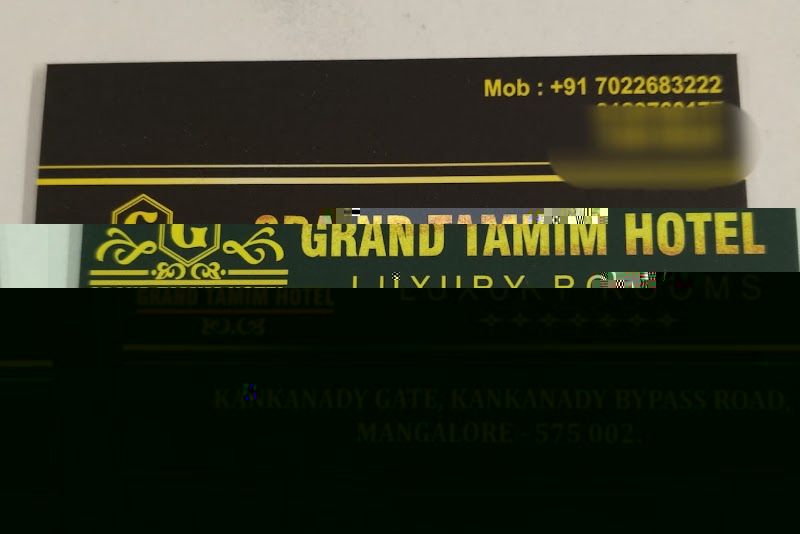 Mob : +91 7022683222
GRAND TAMIM HOTEL
LUXURY ROOMS
GRAND TAMIM HOTEL
KANKANADY GATE, KANKANADY BYPASS ROAD,
MANGALORE - 575 002.